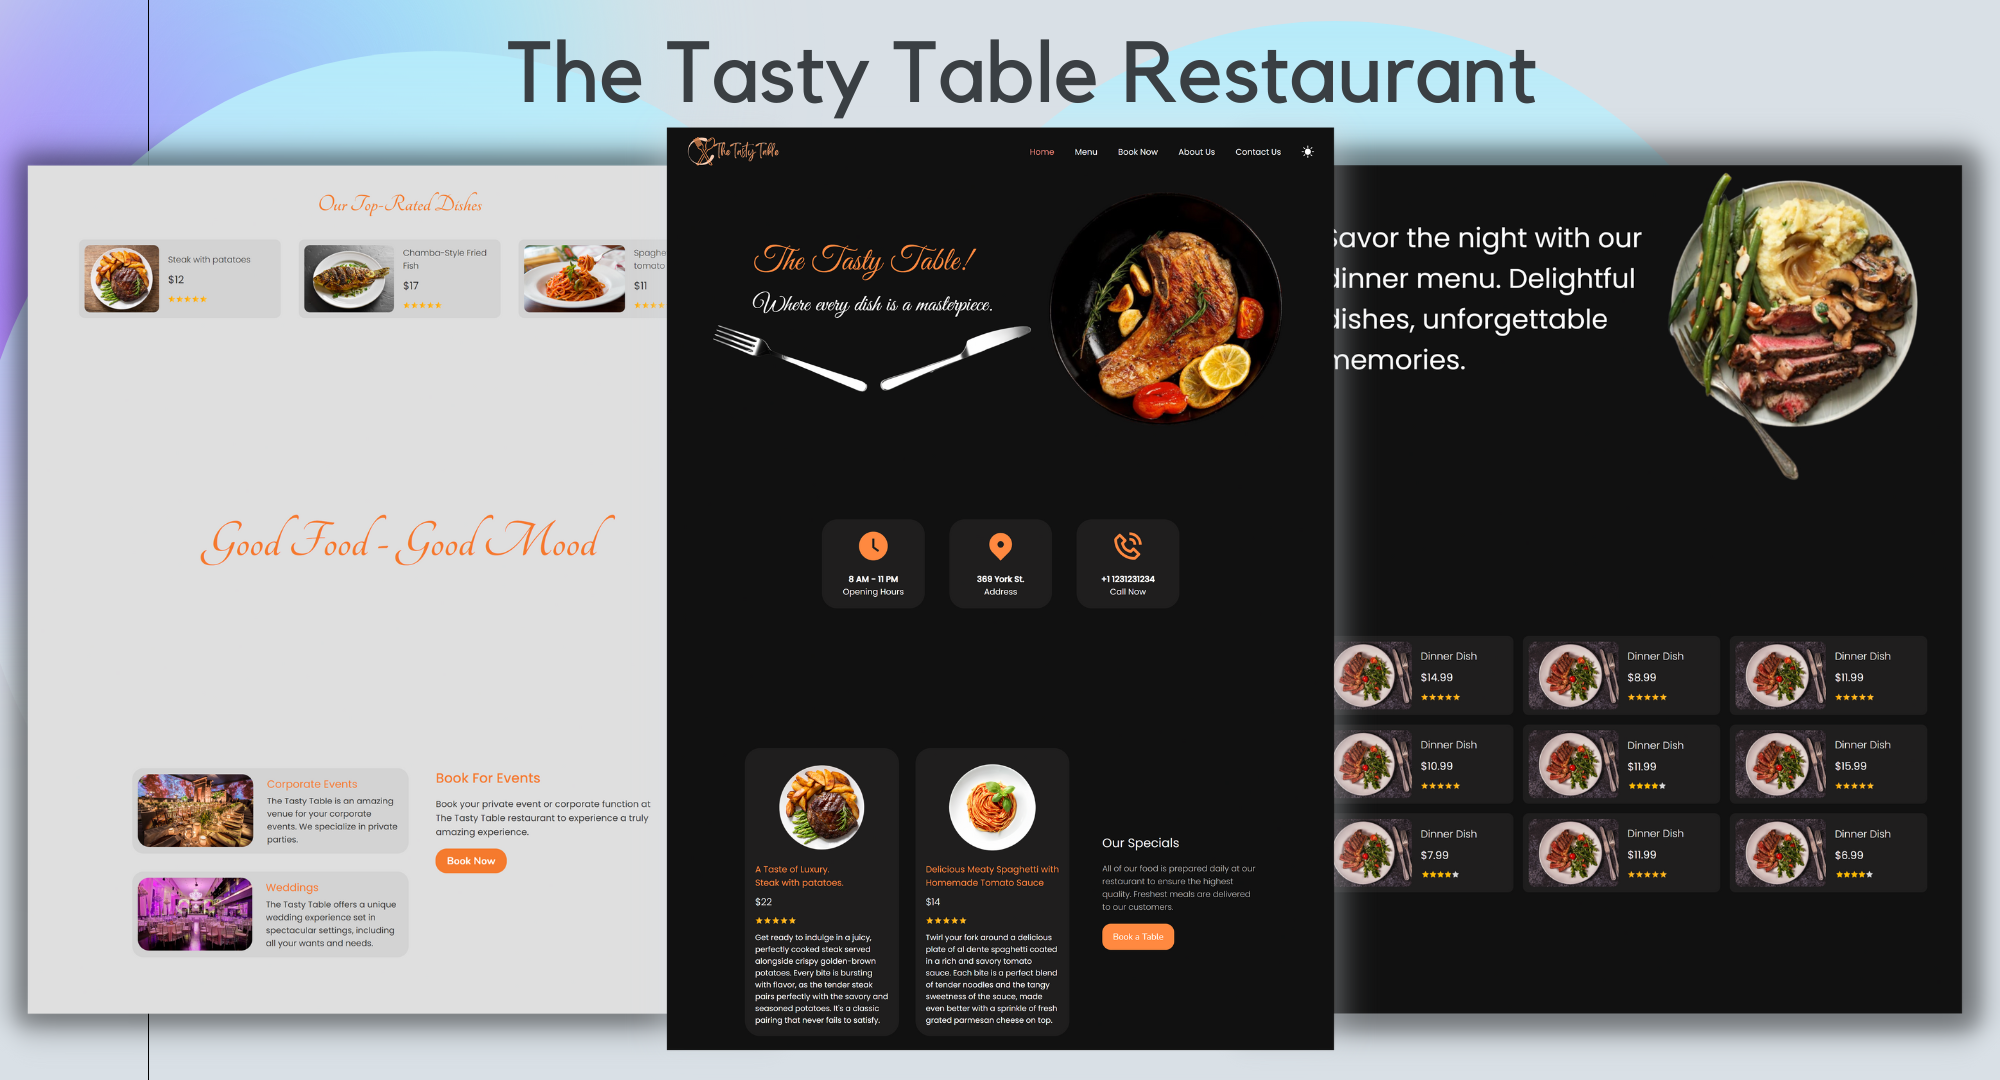 The Tasty Table Restaurant
Our Top-Rated Dishes
Steak with patatoes
$12
Chamba-Style Fried
Fish
$17
Spaghe
tomato
$11
Good Food - Good Mood
Corporate Events
The Tasty Table is an amazing
venue for your corporate
events. We specialize in private
parties.
Weddings
The Tasty Table offers a unique
wedding experience set in
spectacular settings, including
all your wants and needs.
Book For Events
Book your private event or corporate function at
The Tasty Table restaurant to experience a truly
amazing experience.
Book Now
The Tasty Table
Home Menu Book Now About Us Contact Us
The Tasty Table!
Where every dish is a masterpiece.
8 AM - 11 PM
Opening Hours
369 York St.
Address
+1 1231231234
Call Now
A Taste of Luxury.
Steak with patatoes.
$22
Get ready to indulge in a juicy,
perfectly cooked steak served
alongside crispy golden-brown
potatoes. Every bite is bursting
with flavor, as the tender steak
pairs perfectly with the savory and
seasoned potatoes. It's a classic
pairing that never fails to satisfy.
Delicious Meaty Spaghetti with
Homemade Tomato Sauce
$14
Twirl your fork around a delicious
plate of al dente spaghetti coated
in a rich and savory tomato
sauce. Each bite is a perfect blend
of tender noodles and the tangy
sweetness of the sauce, made
even better with a sprinkle of fresh
grated parmesan cheese on top.
Our Specials
All of our food is prepared daily at our
restaurant to ensure the highest
quality. Freshest meals are delivered
to our customers.
Book a Table
Savor the night with our
dinner menu. Delightful
dishes, unforgettable
memories.
Dinner Dish
$14.99
Dinner Dish
$8.99
Dinner Dish
$11.99
Dinner Dish
$10.99
Dinner Dish
$11.99
Dinner Dish
$15.99
Dinner Dish
$7.99
Dinner Dish
$11.99
Dinner Dish
$6.99